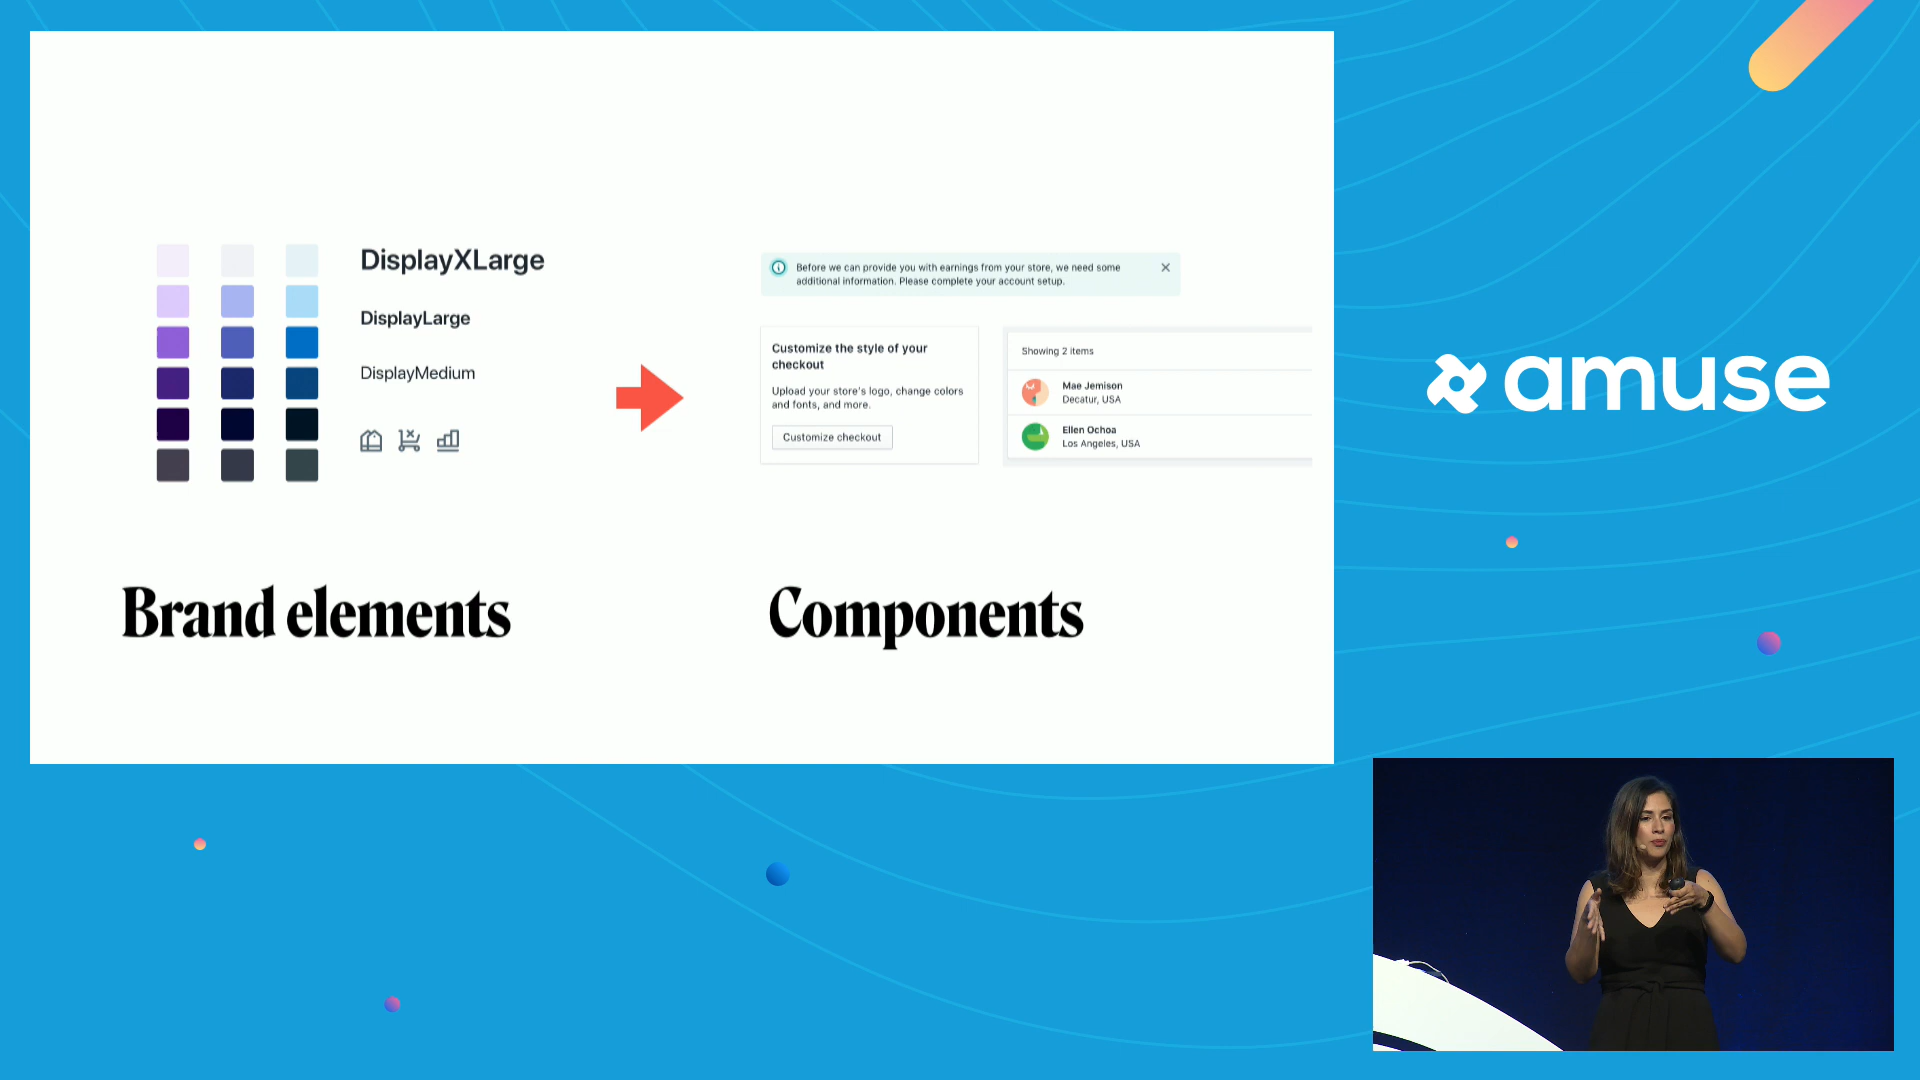 DisplayXLarge
DisplayLarge
DisplayMedium
Before we can provide you with earnings from your store, we need some
additional information. Please complete your account setup.
Customize the style of your
checkout
Upload your store's logo, change colors
and fonts, and more.
Customize checkout
Showing 2 items
Mae Jemison
Decatur, USA
Ellen Ochoa
Los Angeles, USA
Brand elements
Components
amuse